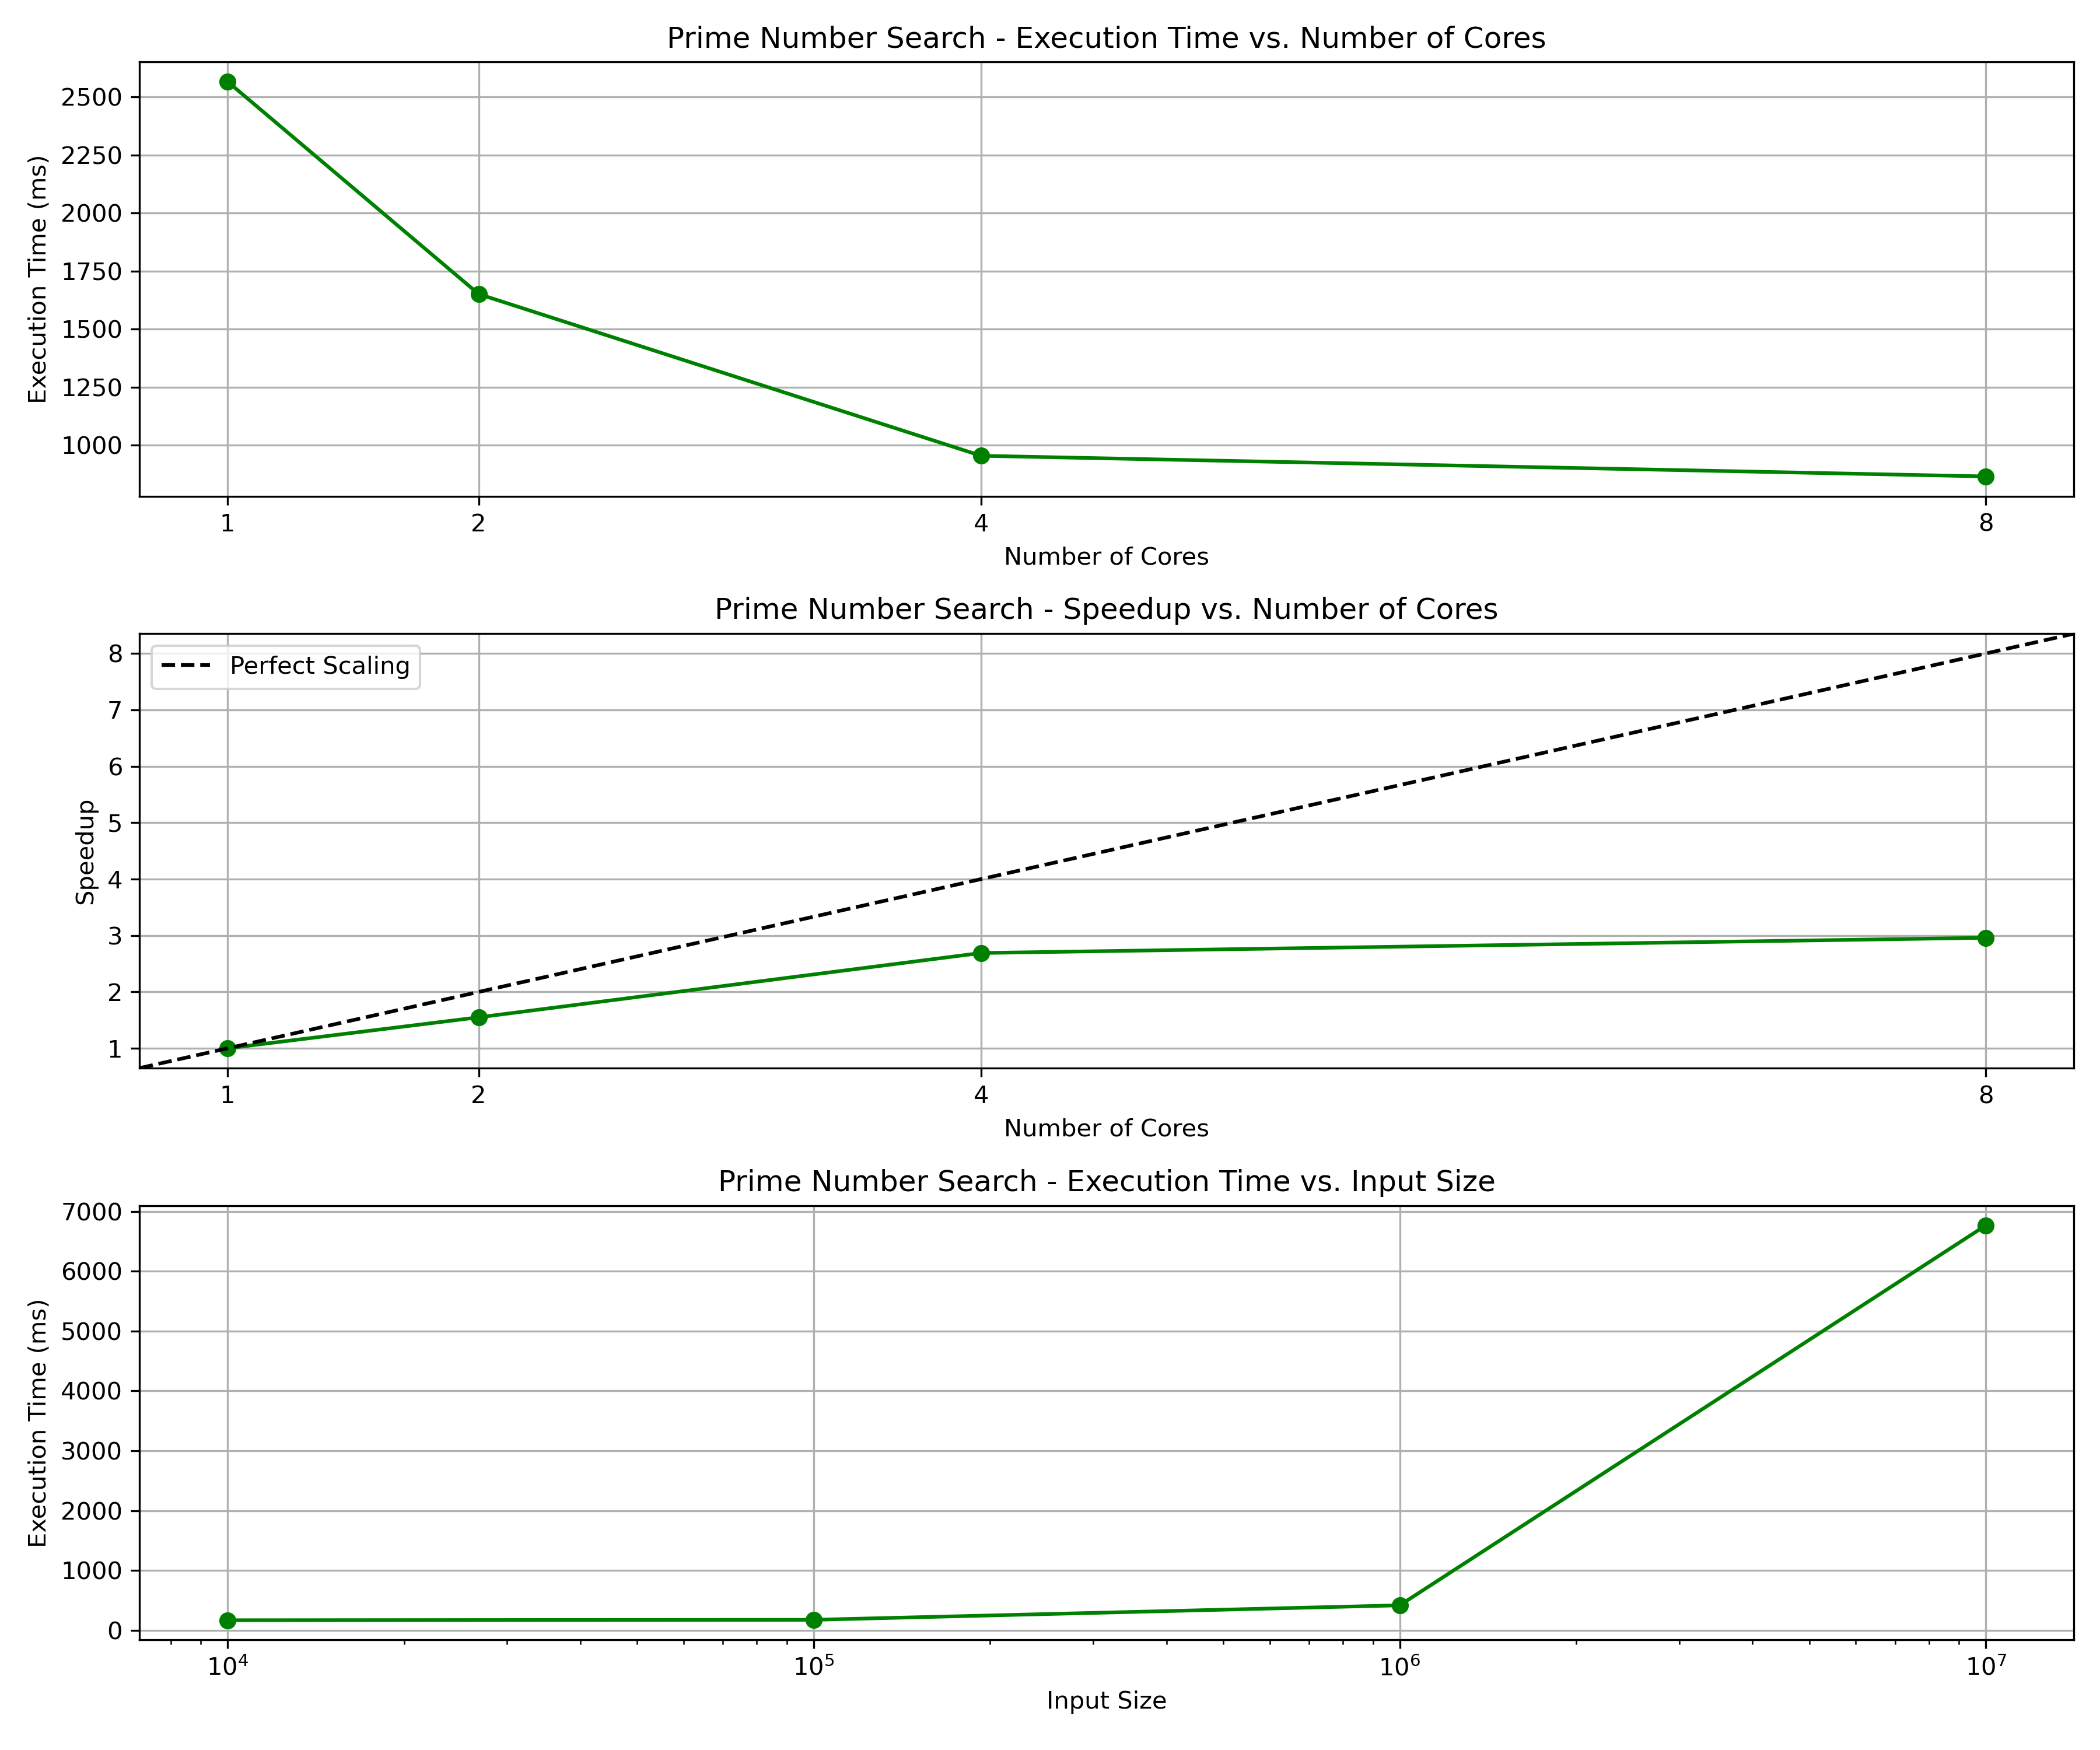 Prime Number Search - Execution Time vs. Number of Cores
Execution Time (ms)
2500
2250
2000
1750
1500
1250
1000
1 2 4 8
Number of Cores
Prime Number Search - Speedup vs. Number of Cores
Perfect Scaling
Speedup
8
7
6
5
4
3
2
1
1 2 4 8
Number of Cores
Prime Number Search - Execution Time vs. Input Size
Execution Time (ms)
7000
6000
5000
4000
3000
2000
1000
0
10⁴ 10⁵ 10⁶ 10⁷
Input Size